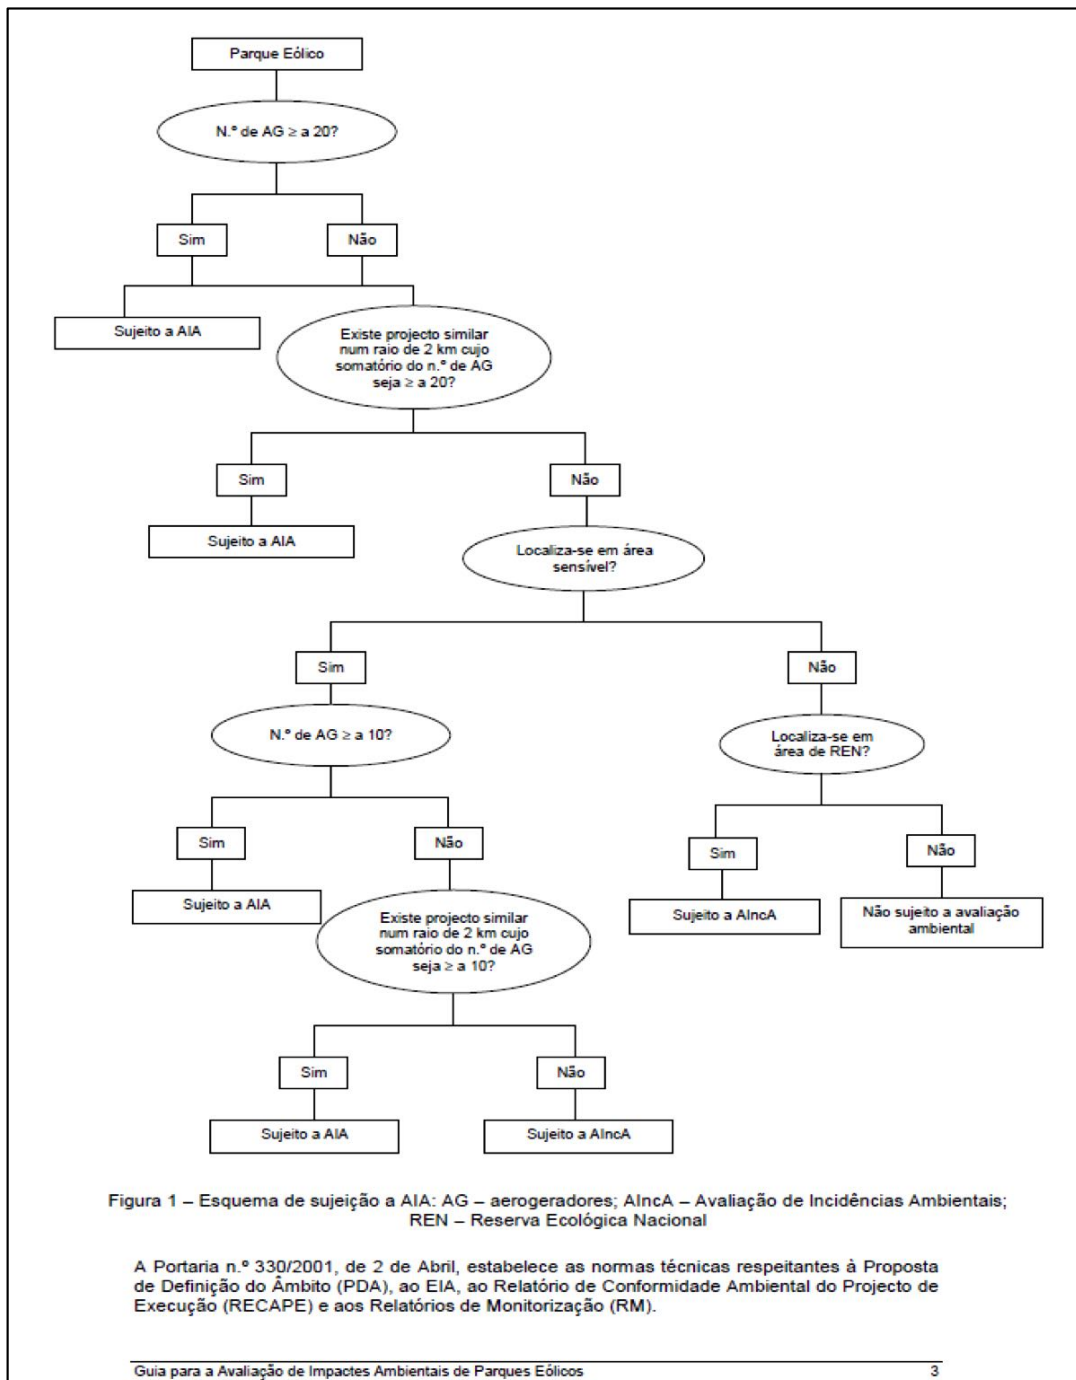 Parque Eólico
N.º de AG ≥ a 20?
Sim
Não
Sujeito a AIA
Existe projecto similar
num raio de 2 km cujo
somatório do n.º de AG
seja ≥ a 20?
Sim
Não
Sujeito a AIA
Localiza-se em área
sensível?
Sim
Não
N.º de AG ≥ a 10?
Localiza-se em
área de REN?
Sim
Não
Sim
Não
Sujeito a AIA
Existe projecto similar
num raio de 2 km cujo
somatório do n.º de AG
seja ≥ a 10?
Sujeito a AIncA
Não sujeito a avaliação
ambiental
Sim
Não
Sujeito a AIA
Sujeito a AIncA
Figura 1 – Esquema de sujeição a AIA: AG – aerogeradores; AIncA – Avaliação de Incidências Ambientais;
REN – Reserva Ecológica Nacional
A Portaria n.º 330/2001, de 2 de Abril, estabelece as normas técnicas respeitantes à Proposta
de Definição do Âmbito (PDA), ao EIA, ao Relatório de Conformidade Ambiental do Projecto de
Execução (RECAPE) e aos Relatórios de Monitorização (RM).
Guia para a Avaliação de Impactes Ambientais de Parques Eólicos 3